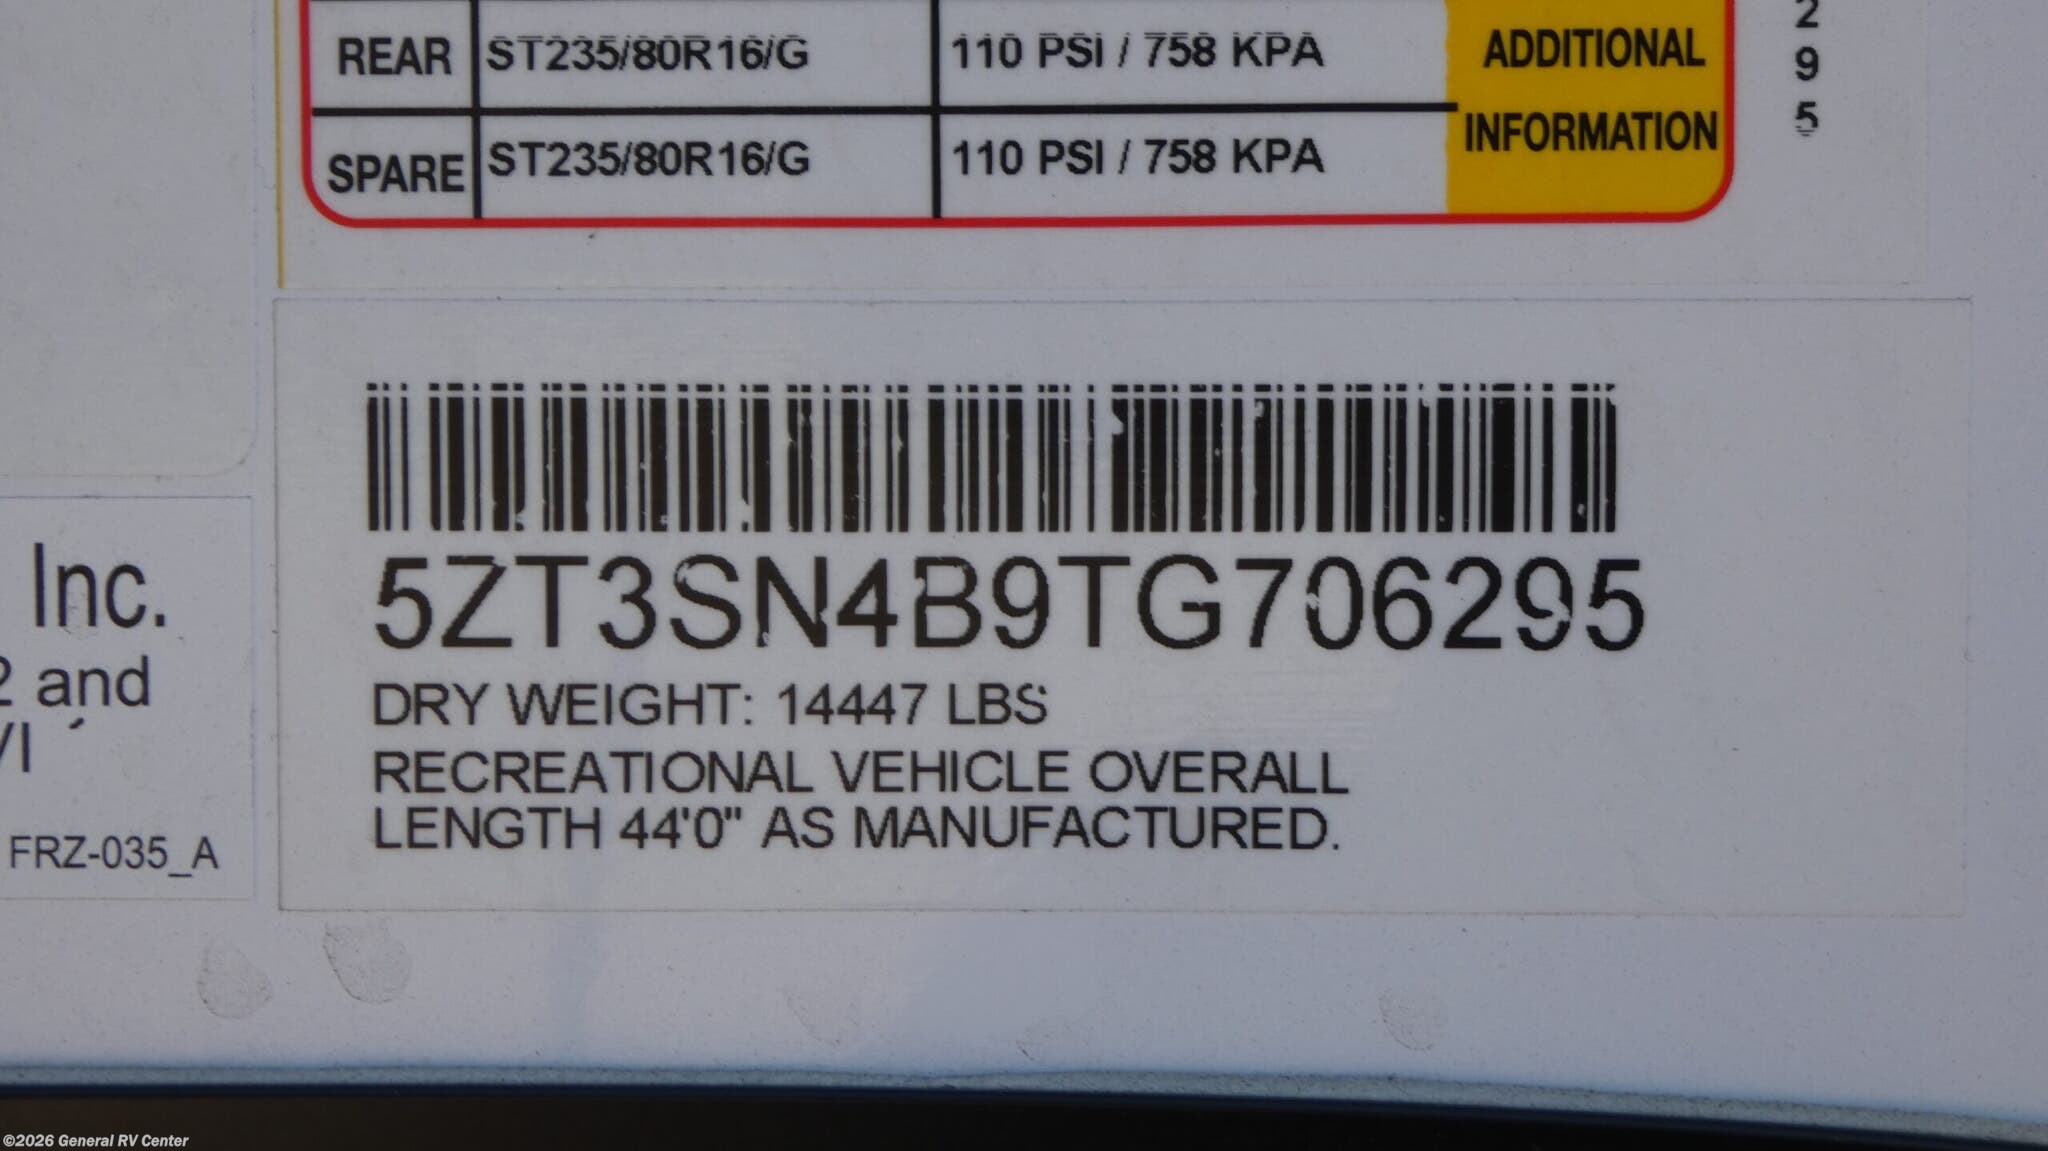 REAR ST235/80R16/G 110 PSI / 758 KPA ADDITIONAL
SPARE ST235/80R16/G 110 PSI / 758 KPA INFORMATION
2
9
5
5ZT3SN4B9TG706295
DRY WEIGHT: 14447 LBS
RECREATIONAL VEHICLE OVERALL
LENGTH 44'0" AS MANUFACTURED.
Inc.
2 and
/I
FRZ-035_A
©2026 General RV Center